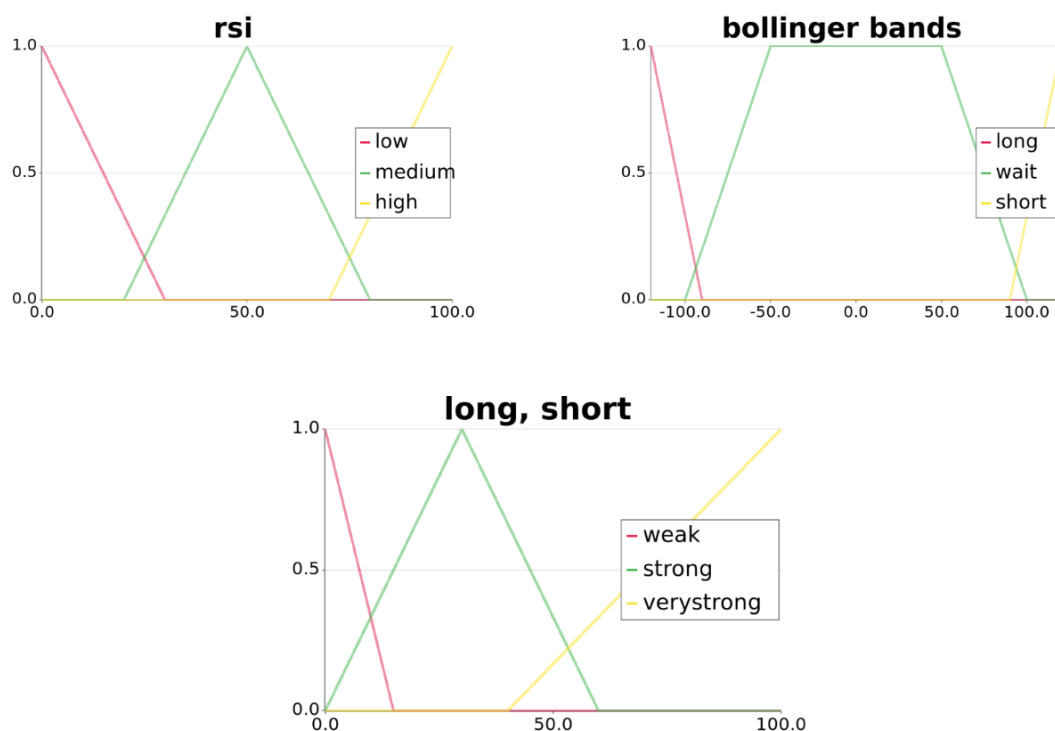 rsi
1.0
0.5
0.0
0.0 50.0 100.0
low
medium
high
bollinger bands
1.0
0.5
0.0
-100.0 -50.0 0.0 50.0 100.0
long
wait
short
long, short
1.0
0.5
0.0
0.0 50.0 100.0
weak
strong
verystrong